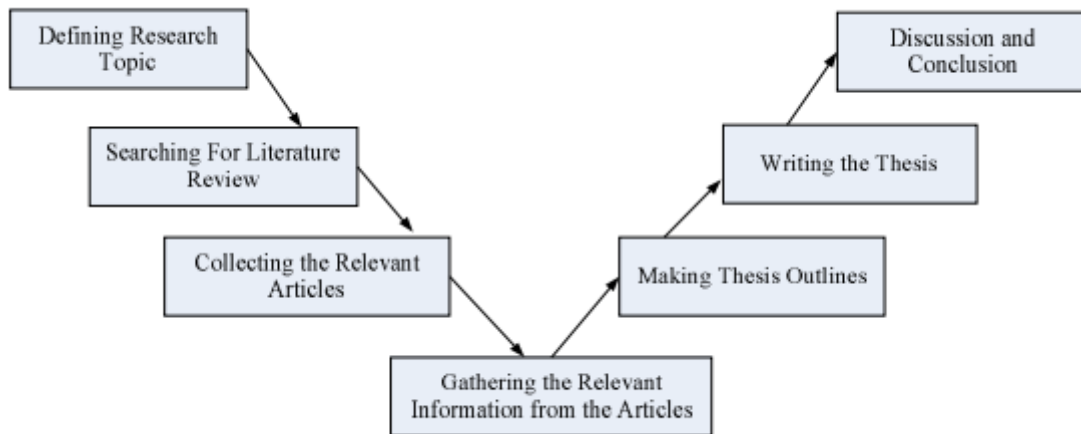 Defining Research
Topic
Searching For Literature
Review
Collecting the Relevant
Articles
Gathering the Relevant
Information from the Articles
Making Thesis Outlines
Writing the Thesis
Discussion and
Conclusion